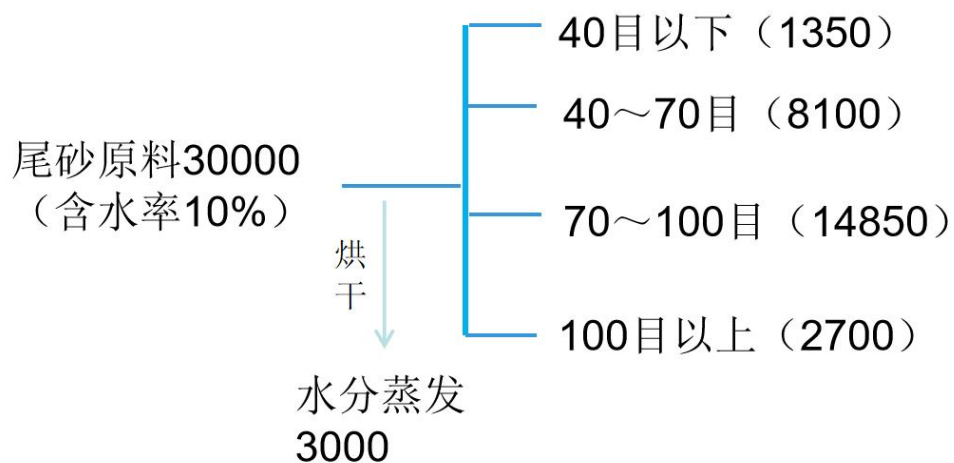 40目以下（1350）
40～70目（8100）
尾砂原料30000
（含水率10%）
70～100目（14850）
烘
干
100目以上（2700）
水分蒸发
3000